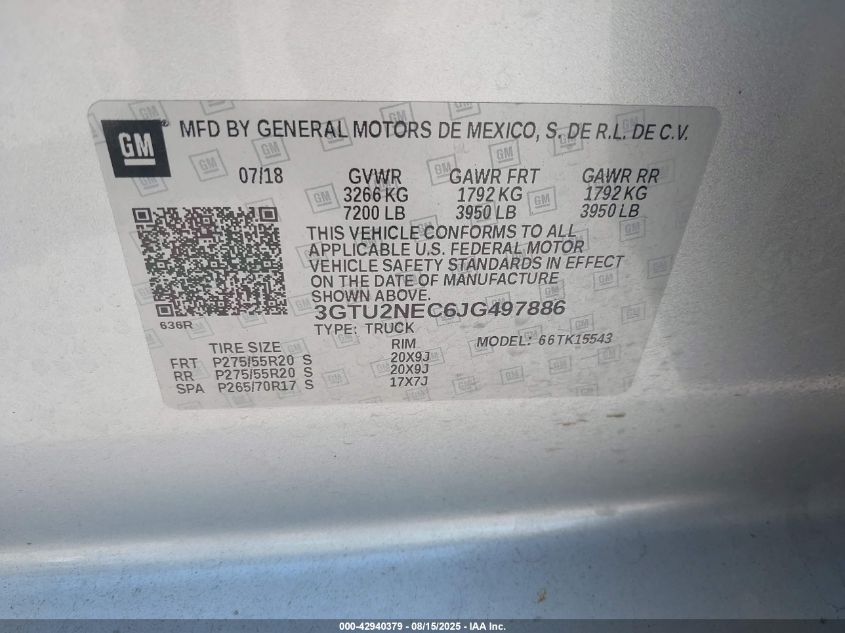 GM ® MFD BY GENERAL MOTORS DE MEXICO, S. DE R.L. DE C.V.
07/18 GVWR GAWR FRT GAWR RR
3266 KG 1792 KG 1792 KG
7200 LB 3950 LB 3950 LB
THIS VEHICLE CONFORMS TO ALL
APPLICABLE U.S. FEDERAL MOTOR
VEHICLE SAFETY STANDARDS IN EFFECT
ON THE DATE OF MANUFACTURE
SHOWN ABOVE.
3GTU2NEC6JG497886
636R
TYPE: TRUCK
MODEL: 66TK15543
TIRE SIZE RIM
FRT P275/55R20 S 20X9J
RR P275/55R20 S 20X9J
SPA P265/70R17 S 17X7J
000-42940379 - 08/15/2025 - IAA Inc.